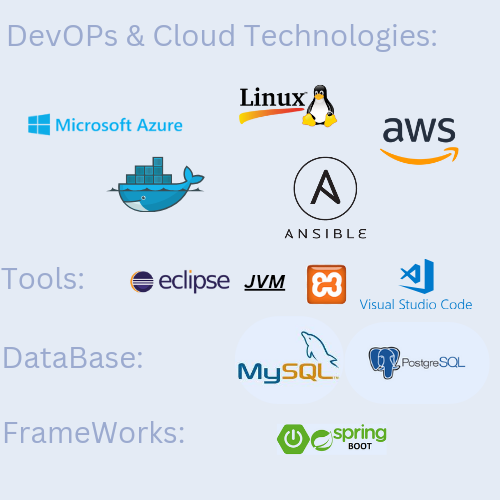 DevOPs & Cloud Technologies:
Linux
Microsoft Azure
aws
ANSIBLE
Tools:
eclipse
JVM
Visual Studio Code
DataBase:
MySQL
PostgreSQL
FrameWorks:
spring
BOOT